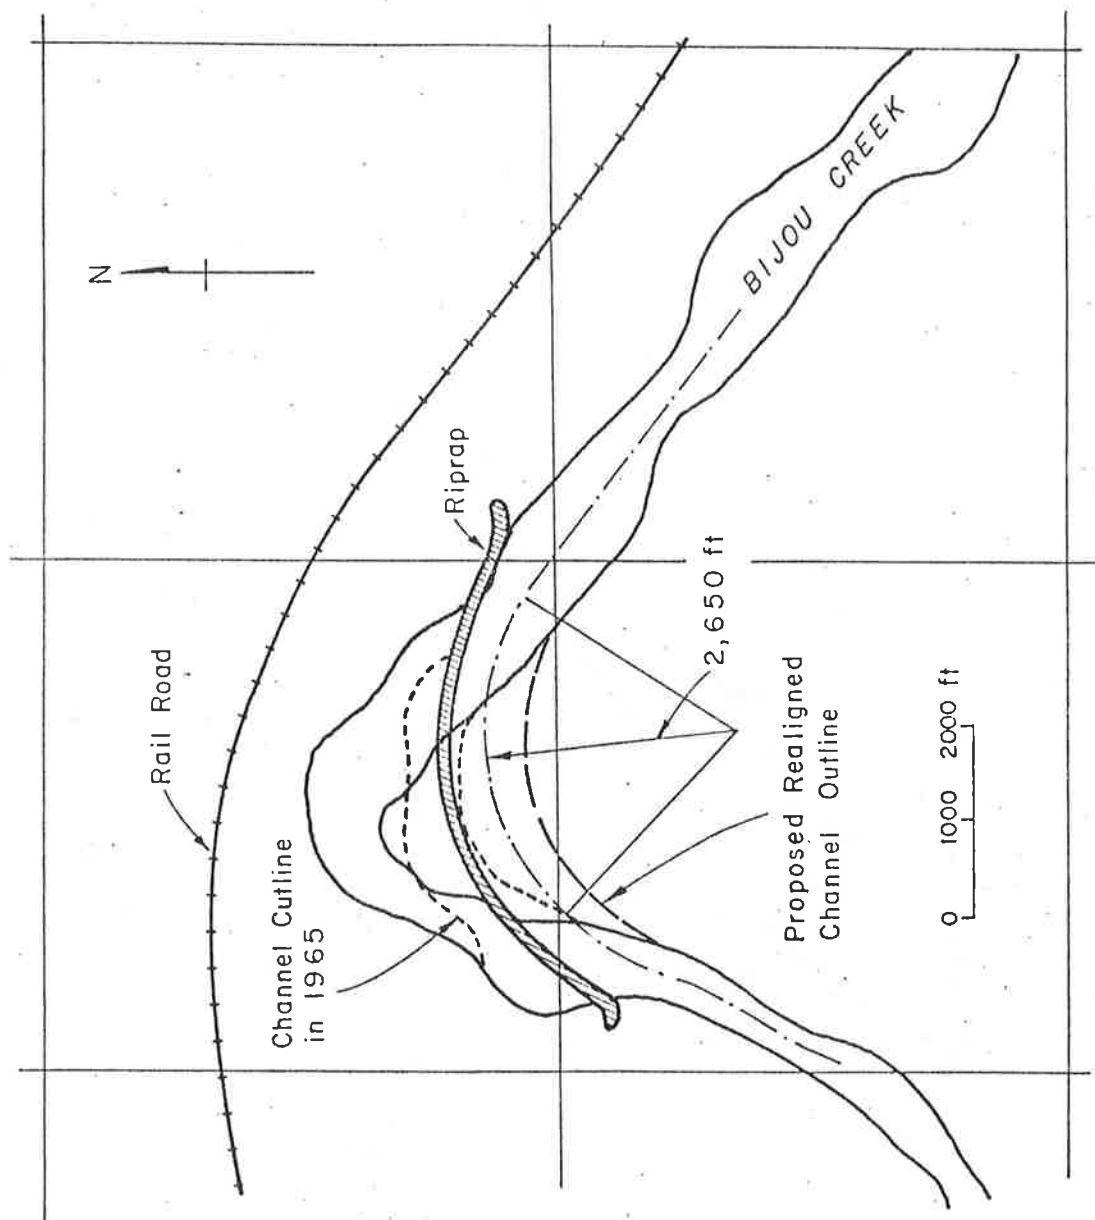 N
Rail Road
Riprap
Channel Cutline
in 1965
BIJOU CREEK
2,650 ft
Proposed Realigned
Channel Outline
0 1000 2000 ft